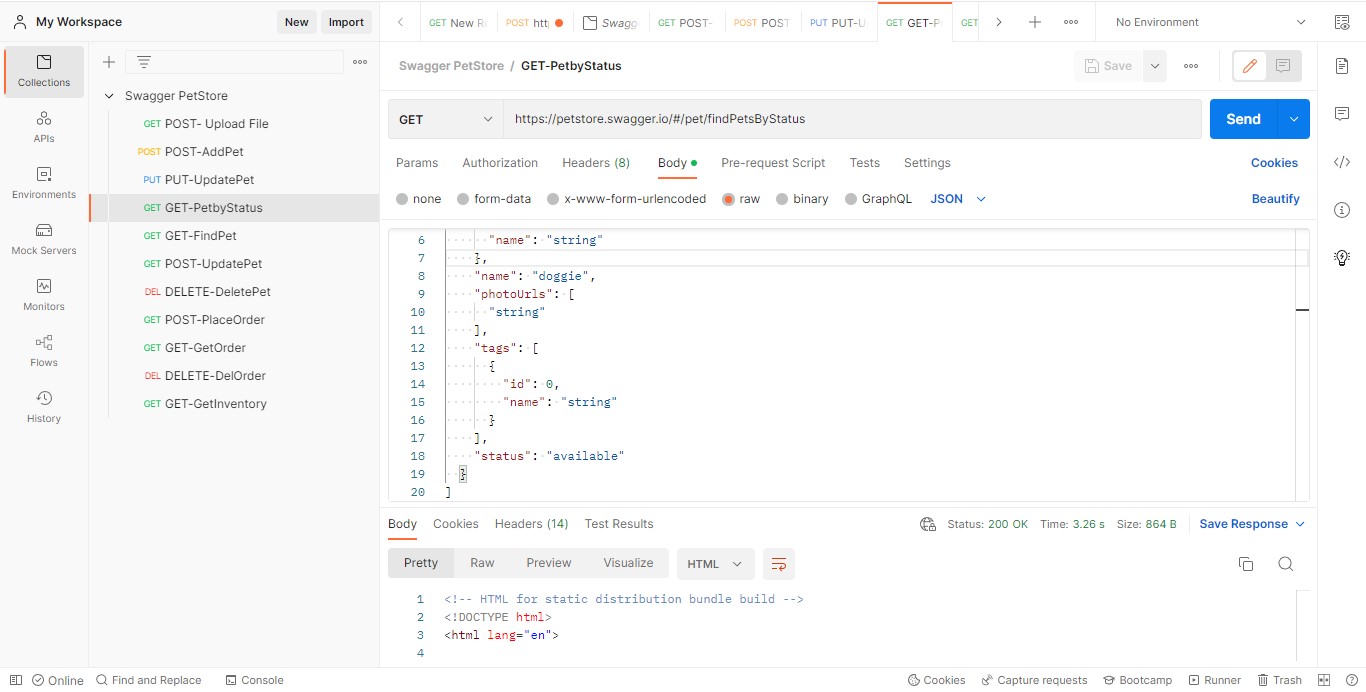 My Workspace
New
Import
GET New R
POST htt
Swagg
GET POST-
POST POST
PUT PUT-U
GET GET-P
GET
No Environment
Collections
APIs
Environments
Mock Servers
Monitors
Flows
History
Swagger PetStore
GET POST- Upload File
POST POST-AddPet
PUT PUT-UpdatePet
GET GET-PetbyStatus
GET GET-FindPet
GET POST-UpdatePet
DEL DELETE-DeletePet
GET POST-PlaceOrder
GET GET-GetOrder
DEL DELETE-DelOrder
GET GET-GetInventory
Swagger PetStore / GET-PetbyStatus
Save
GET
https://petstore.swagger.io/#/pet/findPetsByStatus
Send
Params
Authorization
Headers (8)
Body
Pre-request Script
Tests
Settings
Cookies
none
form-data
x-www-form-urlencoded
raw
binary
GraphQL
JSON
Beautify
6 "name": "string"
7 },
8 "name": "doggie",
9 "photoUrls": [
10 "string"
11 ],
12 "tags": [
13 {
14 "id": 0,
15 "name": "string"
16 }
17 ],
18 "status": "available"
19 }
20 ]
Body
Cookies
Headers (14)
Test Results
Status: 200 OK
Time: 3.26 s
Size: 864 B
Save Response
Pretty
Raw
Preview
Visualize
HTML
1 <!-- HTML for static distribution bundle build -->
2 <!DOCTYPE html>
3 <html lang="en">
4
Online
Find and Replace
Console
Cookies
Capture requests
Bootcamp
Runner
Trash